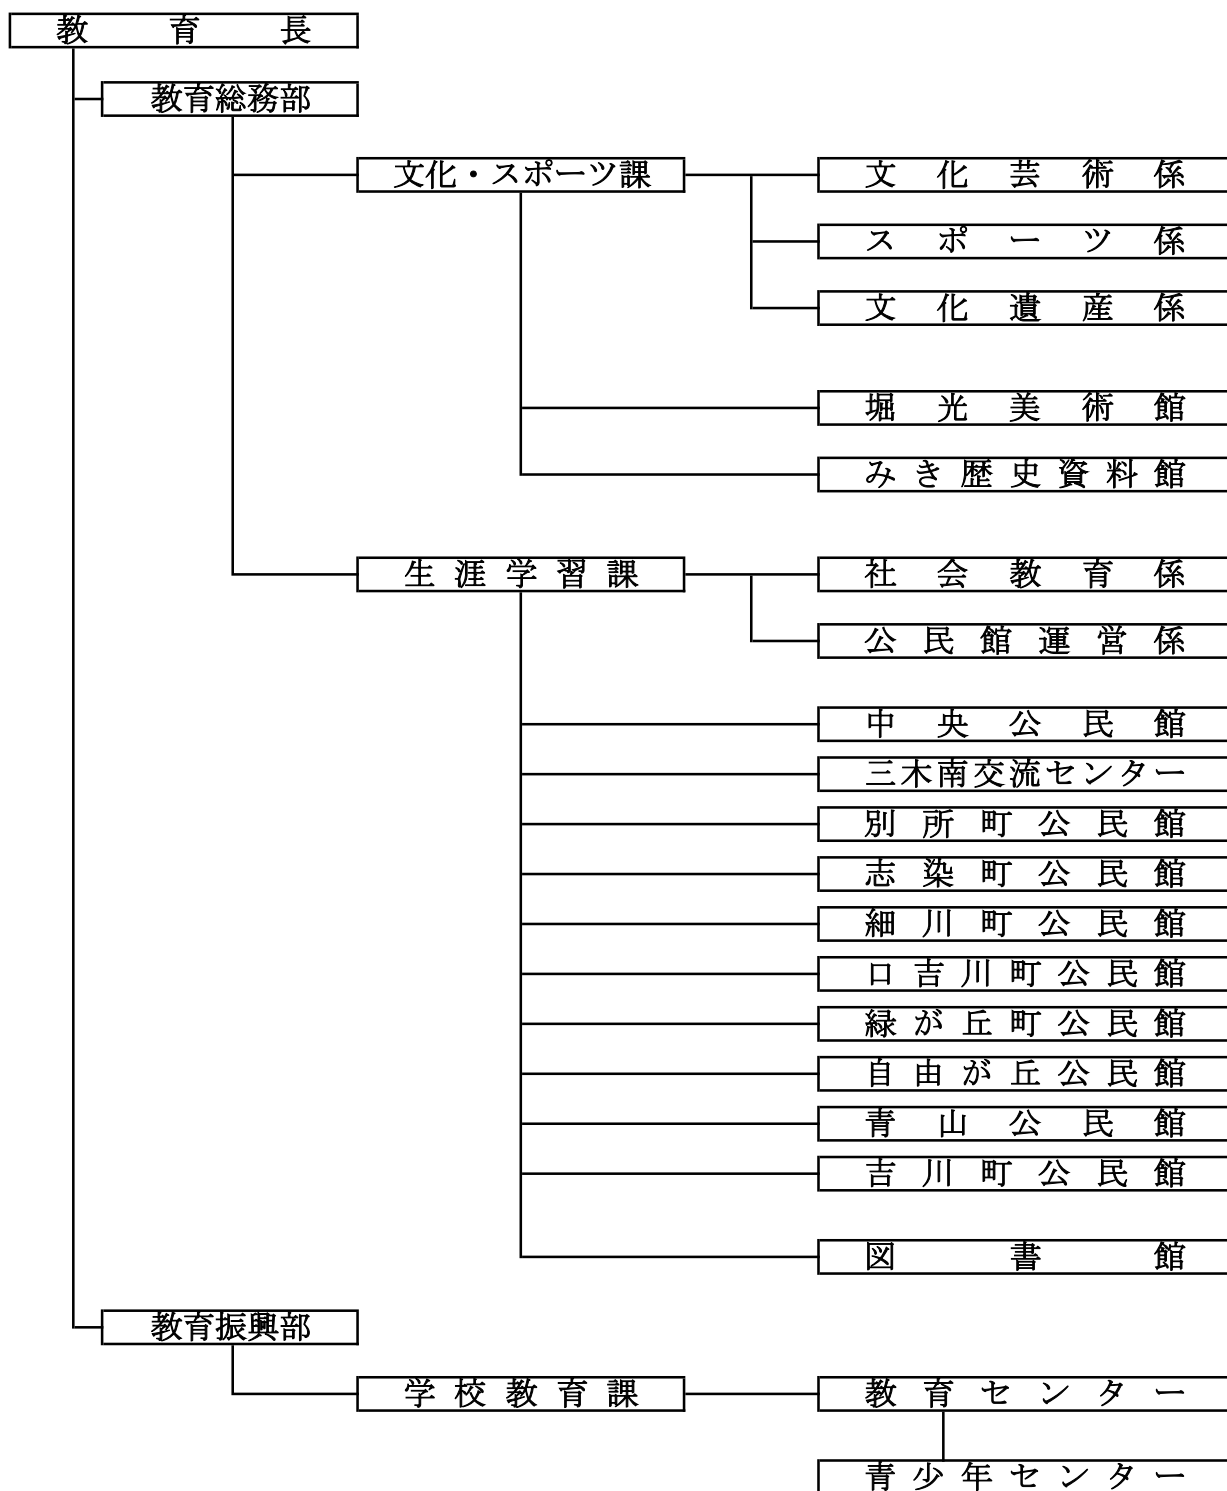 教育長
教育総務部
文化・スポーツ課 文化芸術係
スポーツ係
文化遺産係
堀光美術館
みき歴史資料館
生涯学習課 社会教育係
公民館運営係
中央公民館
三木南交流センター
別所町公民館
志染町公民館
細川町公民館
口吉川町公民館
緑が丘町公民館
自由が丘公民館
青山公民館
吉川町公民館
図書館
教育振興部
学校教育課 教育センター
青少年センター